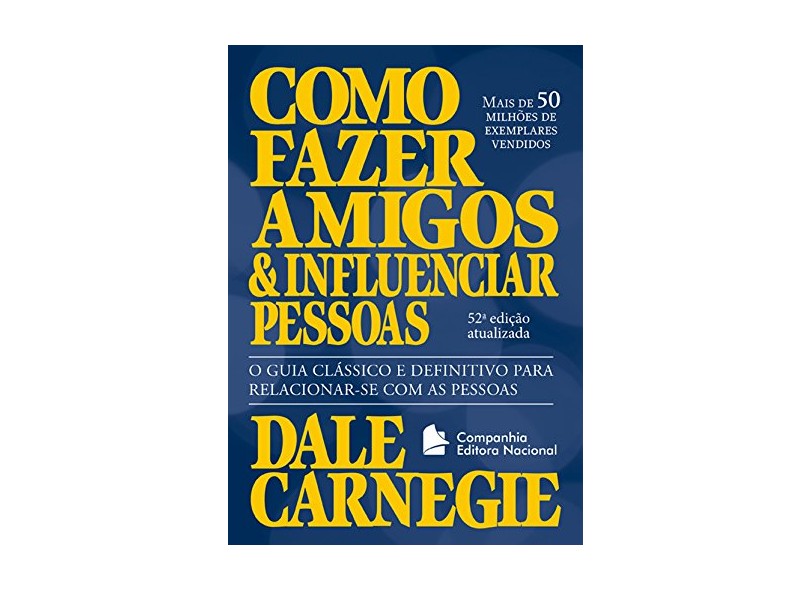 COMO
FAZER
AMIGOS
& INFLUENCIAR
PESSOAS
MAIS DE 50
MILHÕES DE
EXEMPLARES
VENDIDOS
52ª edição
atualizada
O GUIA CLÁSSICO E DEFINITIVO PARA
RELACIONAR-SE COM AS PESSOAS
DALE
CARNEGIE
Companhia
Editora Nacional